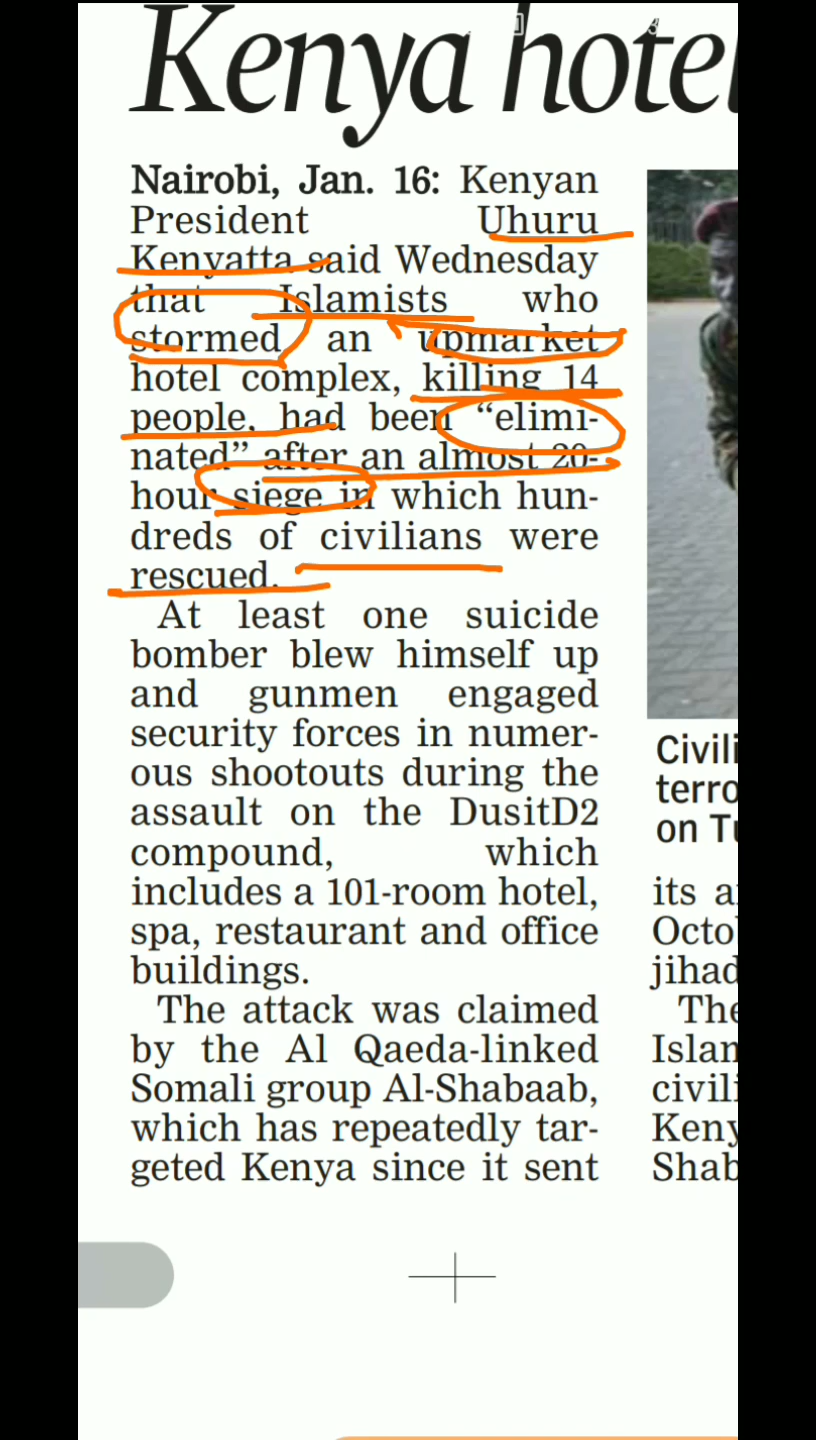 Kenya hotel
Nairobi, Jan. 16: Kenyan
President Uhuru
Kenyatta said Wednesday
that Islamists who
stormed an upmarket
hotel complex, killing 14
people, had been “elimi-
nated” after an almost 20-
hour siege in which hun-
dreds of civilians were
rescued.
At least one suicide
bomber blew himself up
and gunmen engaged
security forces in numer-
ous shootouts during the
assault on the DusitD2
compound, which
includes a 101-room hotel,
spa, restaurant and office
buildings.
The attack was claimed
by the Al Qaeda-linked
Somali group Al-Shabaab,
which has repeatedly tar-
geted Kenya since it sent
Civili
terro
on Tu
its a
Octo
jihad
The
Islan
civili
Keny
Shab